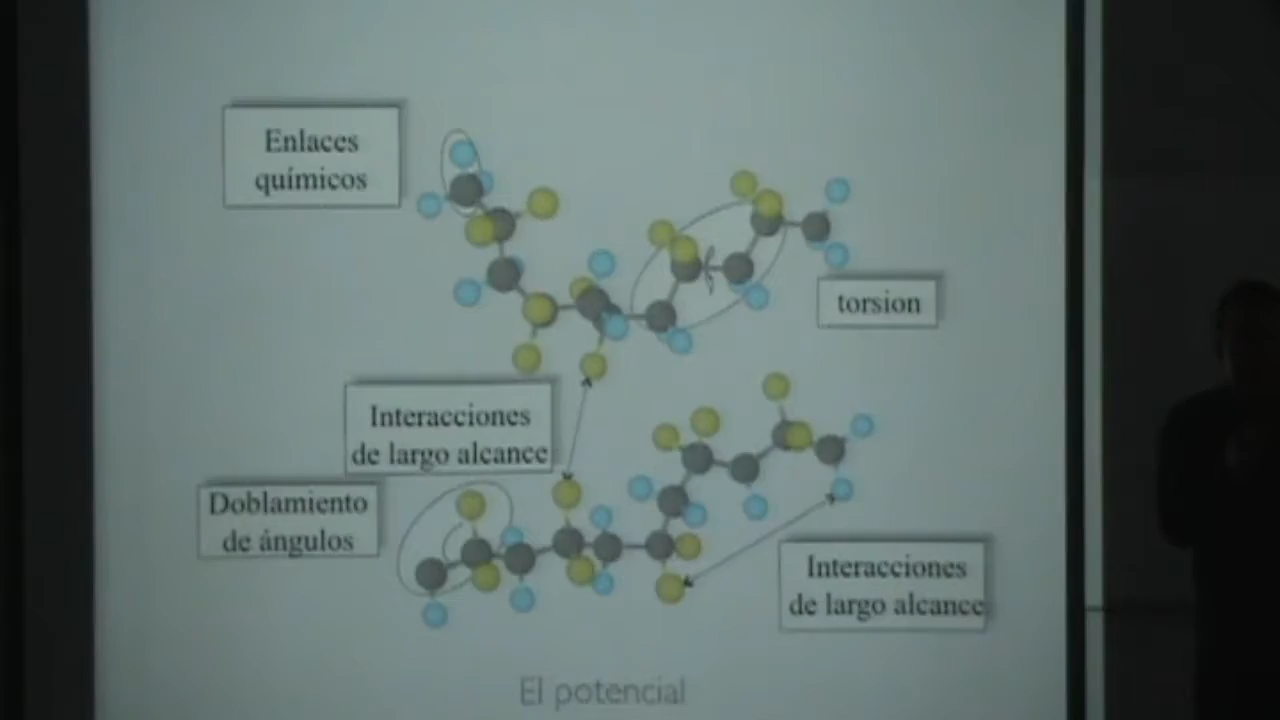 Enlaces
químicos
torsion
Interacciones
de largo alcance
Doblamiento
de ángulos
Interacciones
de largo alcance
El potencial